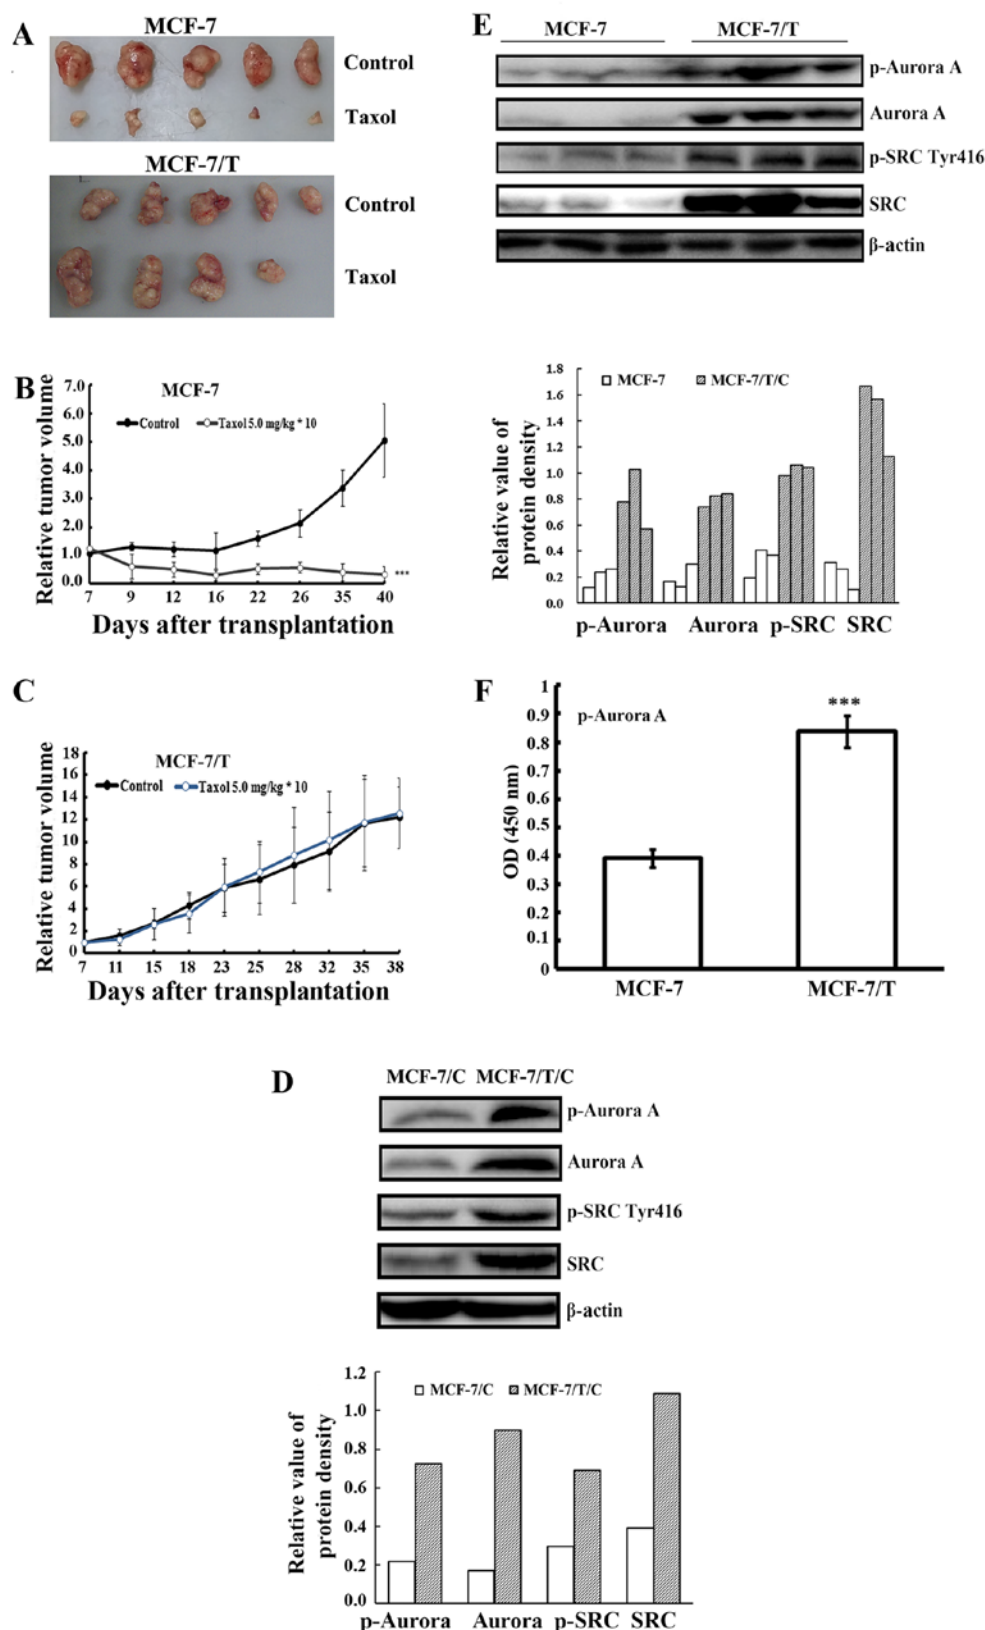 A
MCF-7
Control
Taxol
MCF-7/T
Control
Taxol
B
MCF-7
Control
Taxol 5.0 mg/kg * 10
Relative tumor volume
7.0
6.0
5.0
4.0
3.0
2.0
1.0
0.0
7 9 12 16 22 26 35 40
***
Days after transplantation
C
MCF-7/T
Control
Taxol 5.0 mg/kg * 10
Relative tumor volume
18
16
14
12
10
8
6
4
2
0
7 11 15 18 23 25 28 32 35 38
Days after transplantation
E
MCF-7 MCF-7/T
p-Aurora A
Aurora A
p-SRC Tyr416
SRC
β-actin
MCF-7 MCF-7/T/C
Relative value of
protein density
1.8
1.6
1.4
1.2
1.0
0.8
0.6
0.4
0.2
0.0
p-Aurora Aurora p-SRC SRC
F
p-Aurora A
***
OD (450 nm)
1
0.9
0.8
0.7
0.6
0.5
0.4
0.3
0.2
0.1
0
MCF-7 MCF-7/T
D
MCF-7/C MCF-7/T/C
p-Aurora A
Aurora A
p-SRC Tyr416
SRC
β-actin
MCF-7/C MCF-7/T/C
Relative value of
protein density
1.2
1.0
0.8
0.6
0.4
0.2
0.0
p-Aurora Aurora p-SRC SRC